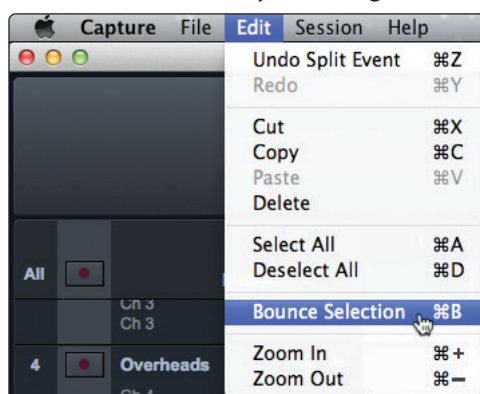 Capture File Edit Session Help
Undo Split Event ⌘Z
Redo ⌘Y
Cut ⌘X
Copy ⌘C
Paste ⌘V
Delete
Select All ⌘A
Deselect All ⌘D
All
Ch 3
Ch 3
Bounce Selection ⌘B
Zoom In ⌘+
4 Overheads
Zoom Out ⌘−